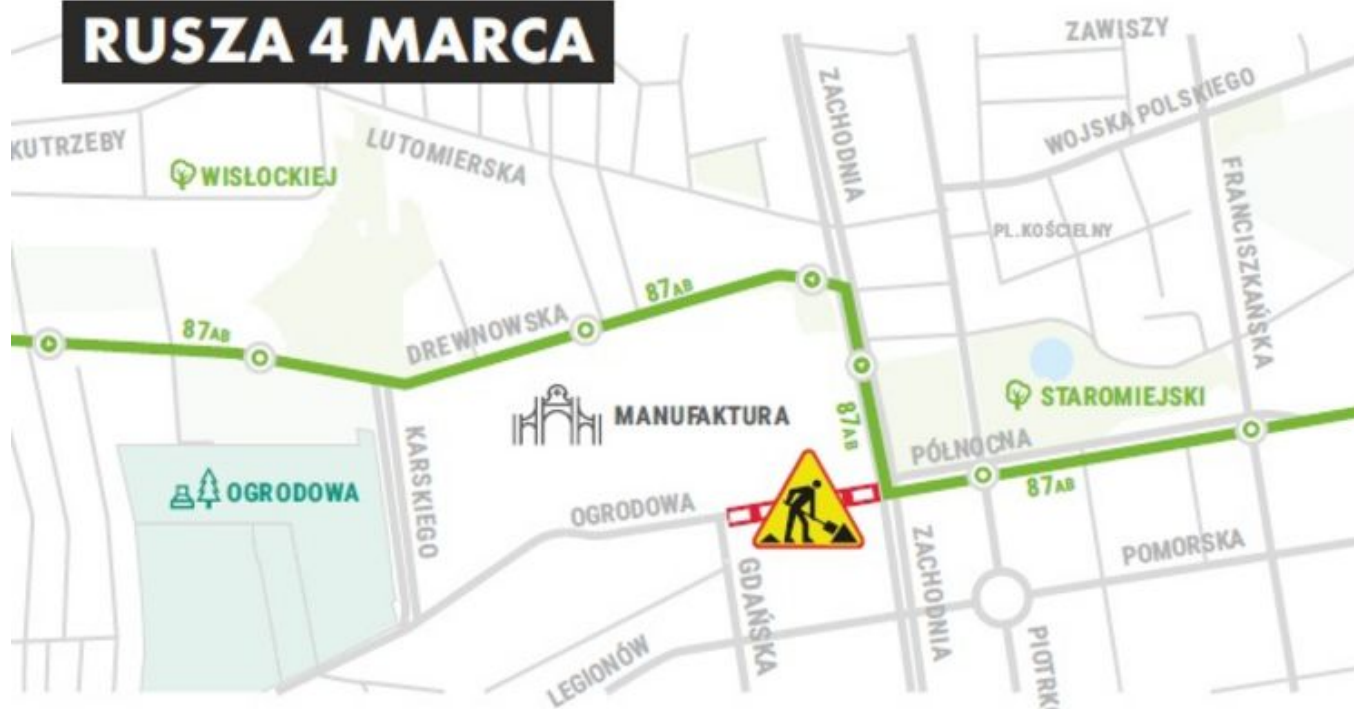 RUSZA 4 MARCA
ZAWISZY
ZACHODNIA
WOJSKA POLSKIEGO
KUTRZEBY
LUTOMIERSKA
WISŁOCKIEJ
FRANCISZKAŃSKA
PL.KOŚCIELNY
87AB
87AB
DREWNOWSKA
STAROMIEJSKI
MANUFAKTURA
87AB
PÓŁNOCNA
87AB
KARSKIEGO
OGRODOWA
OGRODOWA
ZACHODNIA
POMORSKA
GDAŃSKA
LEGIONÓW
PIOTRK